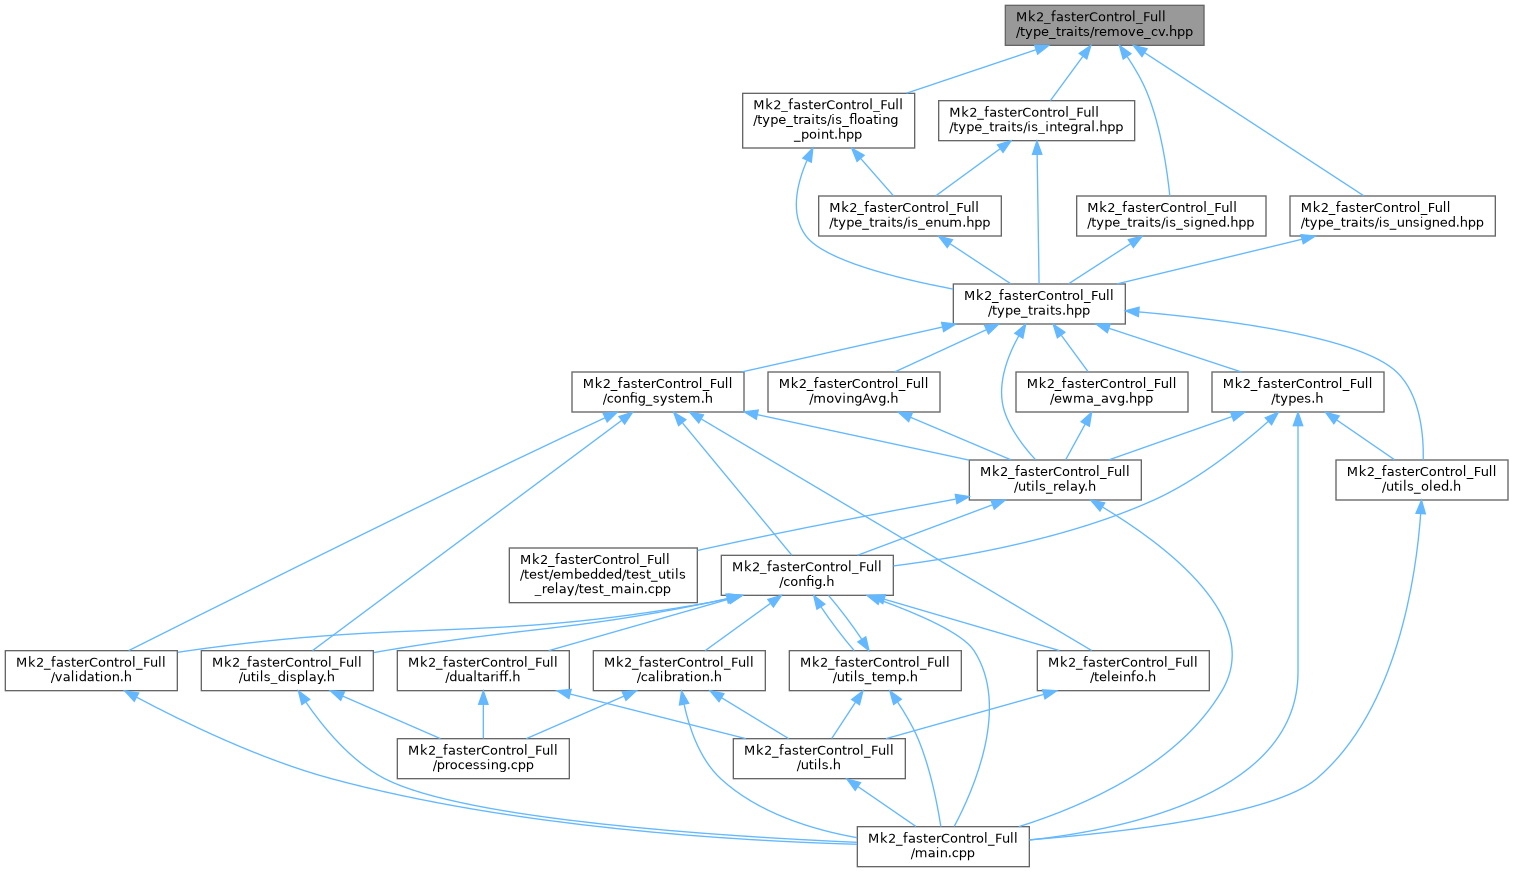 Mk2_fasterControl_Full
/type_traits/remove_cv.hpp
Mk2_fasterControl_Full
/type_traits/is_floating
_point.hpp
Mk2_fasterControl_Full
/type_traits/is_integral.hpp
Mk2_fasterControl_Full
/type_traits/is_enum.hpp
Mk2_fasterControl_Full
/type_traits/is_signed.hpp
Mk2_fasterControl_Full
/type_traits/is_unsigned.hpp
Mk2_fasterControl_Full
/type_traits.hpp
Mk2_fasterControl_Full
/config_system.h
Mk2_fasterControl_Full
/movingAvg.h
Mk2_fasterControl_Full
/ewma_avg.hpp
Mk2_fasterControl_Full
/types.h
Mk2_fasterControl_Full
/utils_relay.h
Mk2_fasterControl_Full
/utils_oled.h
Mk2_fasterControl_Full
/test/embedded/test_utils
_relay/test_main.cpp
Mk2_fasterControl_Full
/config.h
Mk2_fasterControl_Full
/validation.h
Mk2_fasterControl_Full
/utils_display.h
Mk2_fasterControl_Full
/dualtariff.h
Mk2_fasterControl_Full
/calibration.h
Mk2_fasterControl_Full
/utils_temp.h
Mk2_fasterControl_Full
/teleinfo.h
Mk2_fasterControl_Full
/processing.cpp
Mk2_fasterControl_Full
/utils.h
Mk2_fasterControl_Full
/main.cpp